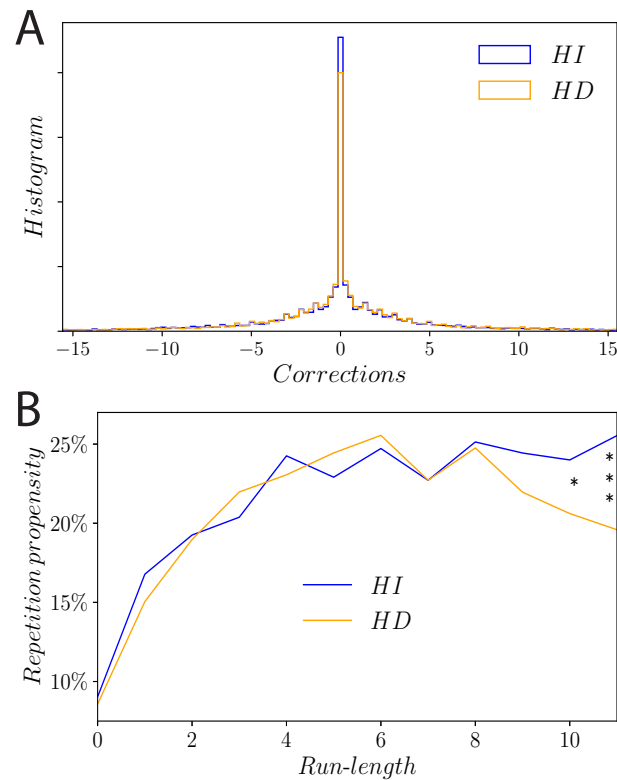 A
Histogram
HI
HD
−15 −10 −5 0 5 10 15
Corrections
B
Repetition propensity
25%
20%
15%
10%
*
*
*
*
HI
HD
0 2 4 6 8 10
Run-length